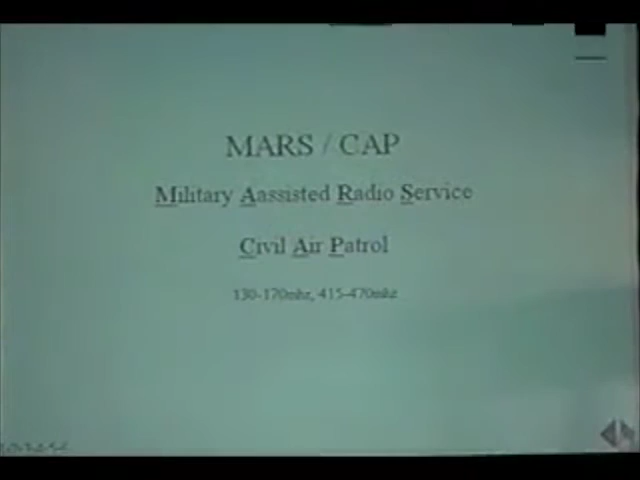 MARS / CAP
Military Aassisted Radio Service
Civil Air Patrol
130-170mhz, 415-470mhz